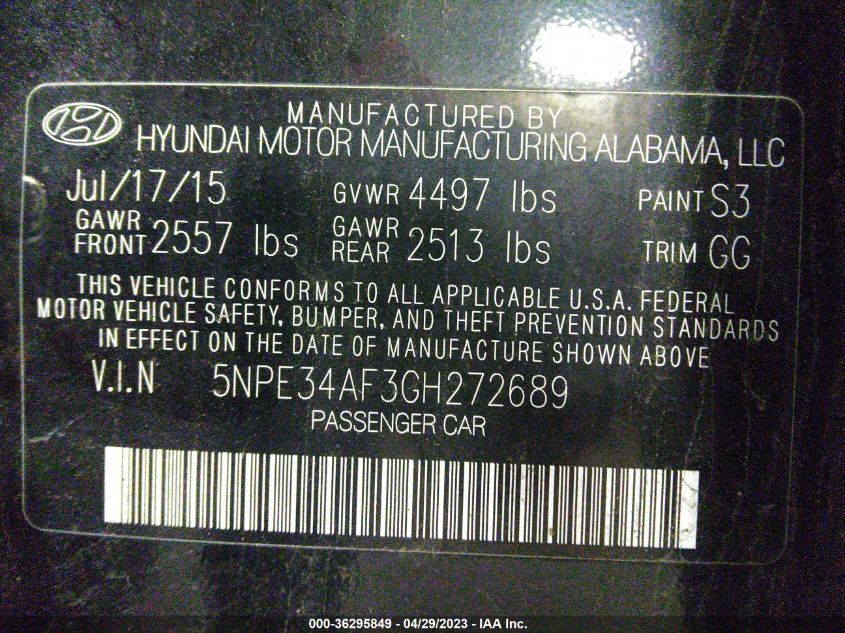 MANUFACTURED BY
HYUNDAI MOTOR MANUFACTURING ALABAMA, LLC
Jul/17/15 GVWR 4497 lbs PAINT S3
GAWR FRONT 2557 lbs GAWR REAR 2513 lbs TRIM GG
THIS VEHICLE CONFORMS TO ALL APPLICABLE U.S.A. FEDERAL
MOTOR VEHICLE SAFETY, BUMPER, AND THEFT PREVENTION STANDARDS
IN EFFECT ON THE DATE OF MANUFACTURE SHOWN ABOVE
V.I.N 5NPE34AF3GH272689
PASSENGER CAR
000-36295849 - 04/29/2023 - IAA Inc.